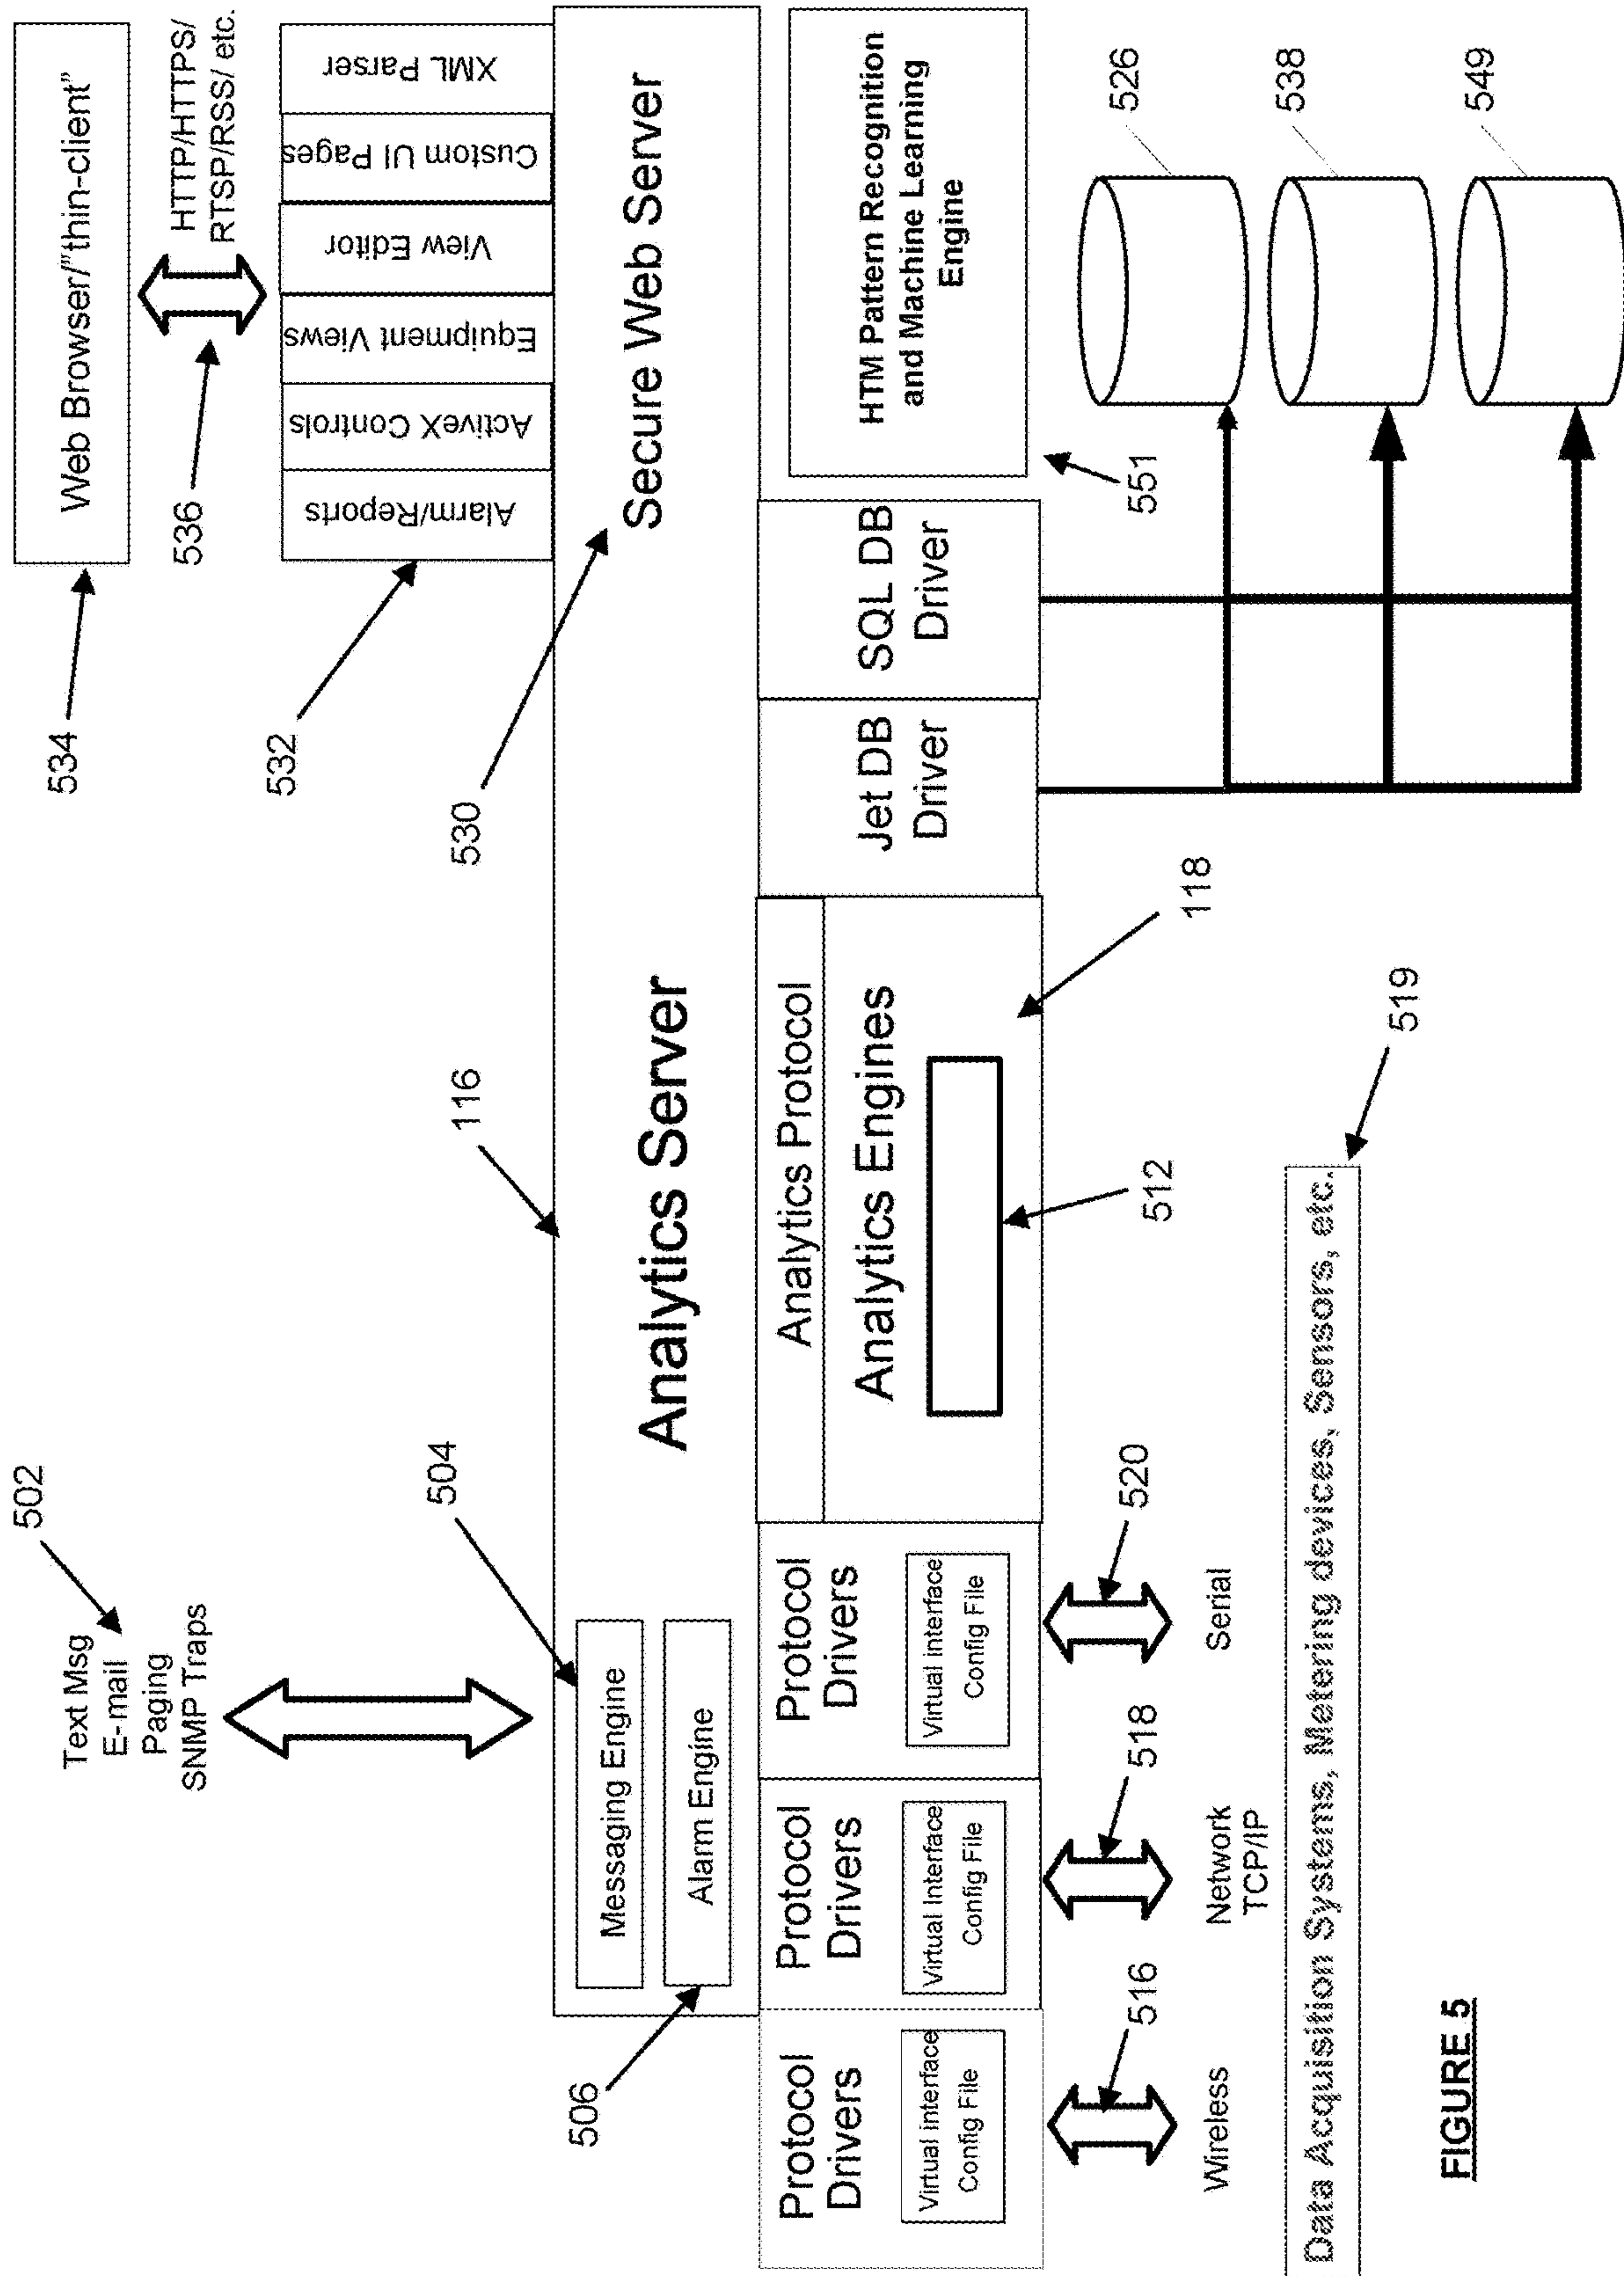 502
Text Msg
E-mail
Paging
SNMP Traps
534
Web Browser/"thin-client"
536
HTTP/HTTPS/
RTSP/RSS/ etc.
532
Alarm/Reports
ActiveX Controls
Equipment Views
View Editor
Custom UI Pages
XML Parser
504
116
530
Messaging Engine
Alarm Engine
Analytics Server
Secure Web Server
506
Protocol
Drivers
Virtual interface
Config File
Protocol
Drivers
Virtual Interface
Config File
Protocol
Drivers
Virtual interface
Config File
Analytics Protocol
Analytics Engines
Jet DB
Driver
SQL DB
Driver
HTM Pattern Recognition
and Machine Learning
Engine
516
518
520
512
118
551
Wireless
Network
TCP/IP
Serial
526
538
549
519
Data Acquisition Systems, Metering devices, Sensors, etc.
FIGURE 5